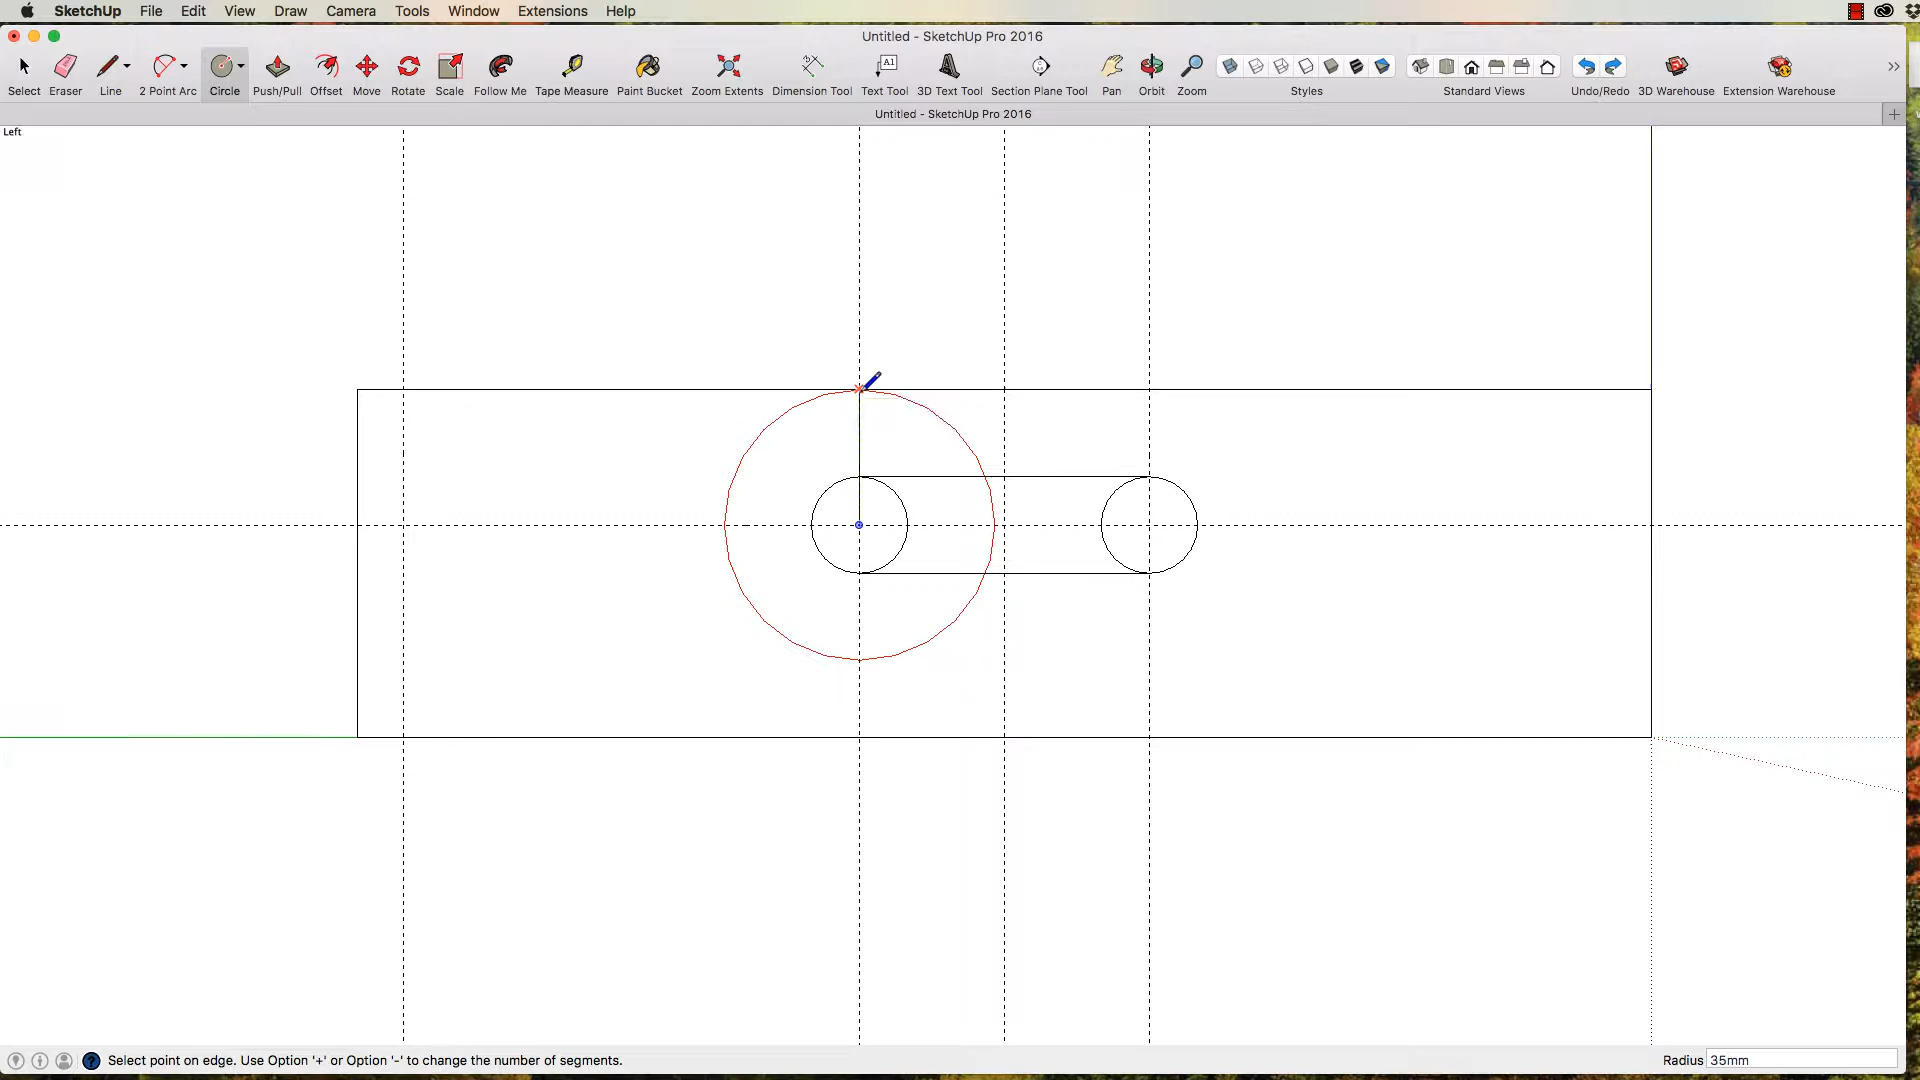 SketchUp File Edit View Draw Camera Tools Window Extensions Help
Untitled - SketchUp Pro 2016
A1
Select Eraser Line 2 Point Arc Circle Push/Pull Offset Move Rotate Scale Follow Me Tape Measure Paint Bucket Zoom Extents Dimension Tool Text Tool 3D Text Tool Section Plane Tool Pan Orbit Zoom Styles Standard Views Undo/Redo 3D Warehouse Extension Warehouse
Untitled - SketchUp Pro 2016
Left
Select point on edge. Use Option '+' or Option '-' to change the number of segments. Radius 35mm